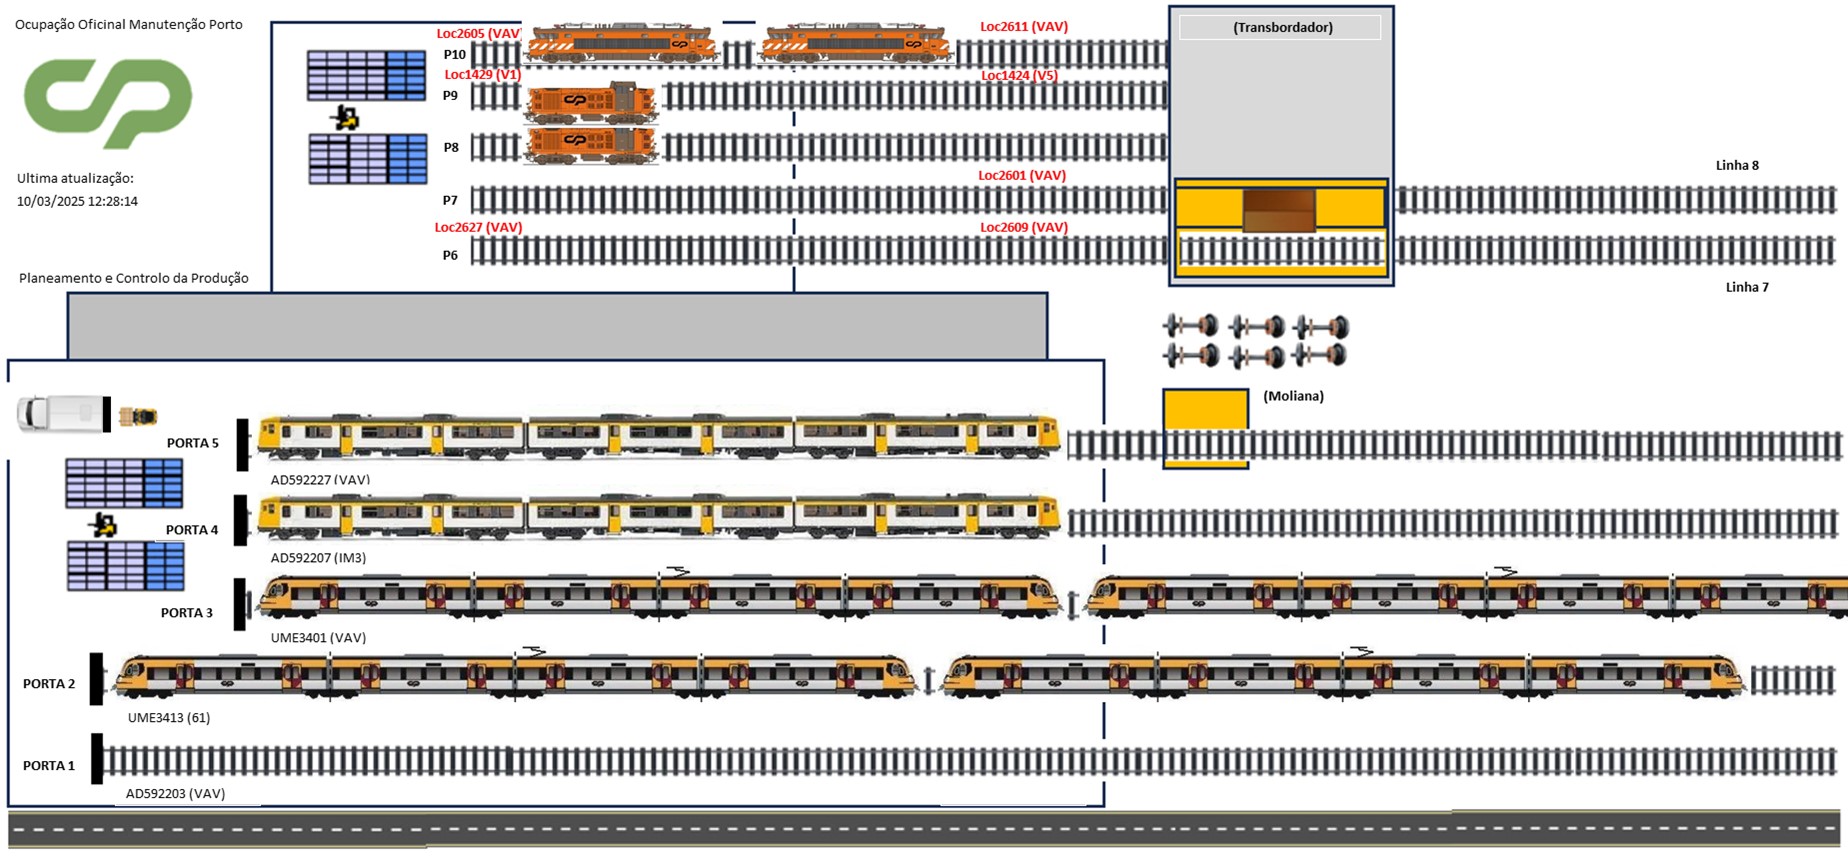 Ocupação Oficinal Manutenção Porto
CP
Ultima atualização:
10/03/2025 12:28:14
Planeamento e Controlo da Produção
Loc2605 (VAV)
Loc2611 (VAV)
P10
Loc1429 (V1)
Loc1424 (V5)
P9
P8
Loc2601 (VAV)
P7
Loc2627 (VAV)
Loc2609 (VAV)
P6
(Transbordador)
Linha 8
Linha 7
(Moliana)
PORTA 5
AD592227 (VAV)
PORTA 4
AD592207 (IM3)
PORTA 3
UME3401 (VAV)
PORTA 2
UME3413 (61)
PORTA 1
AD592203 (VAV)